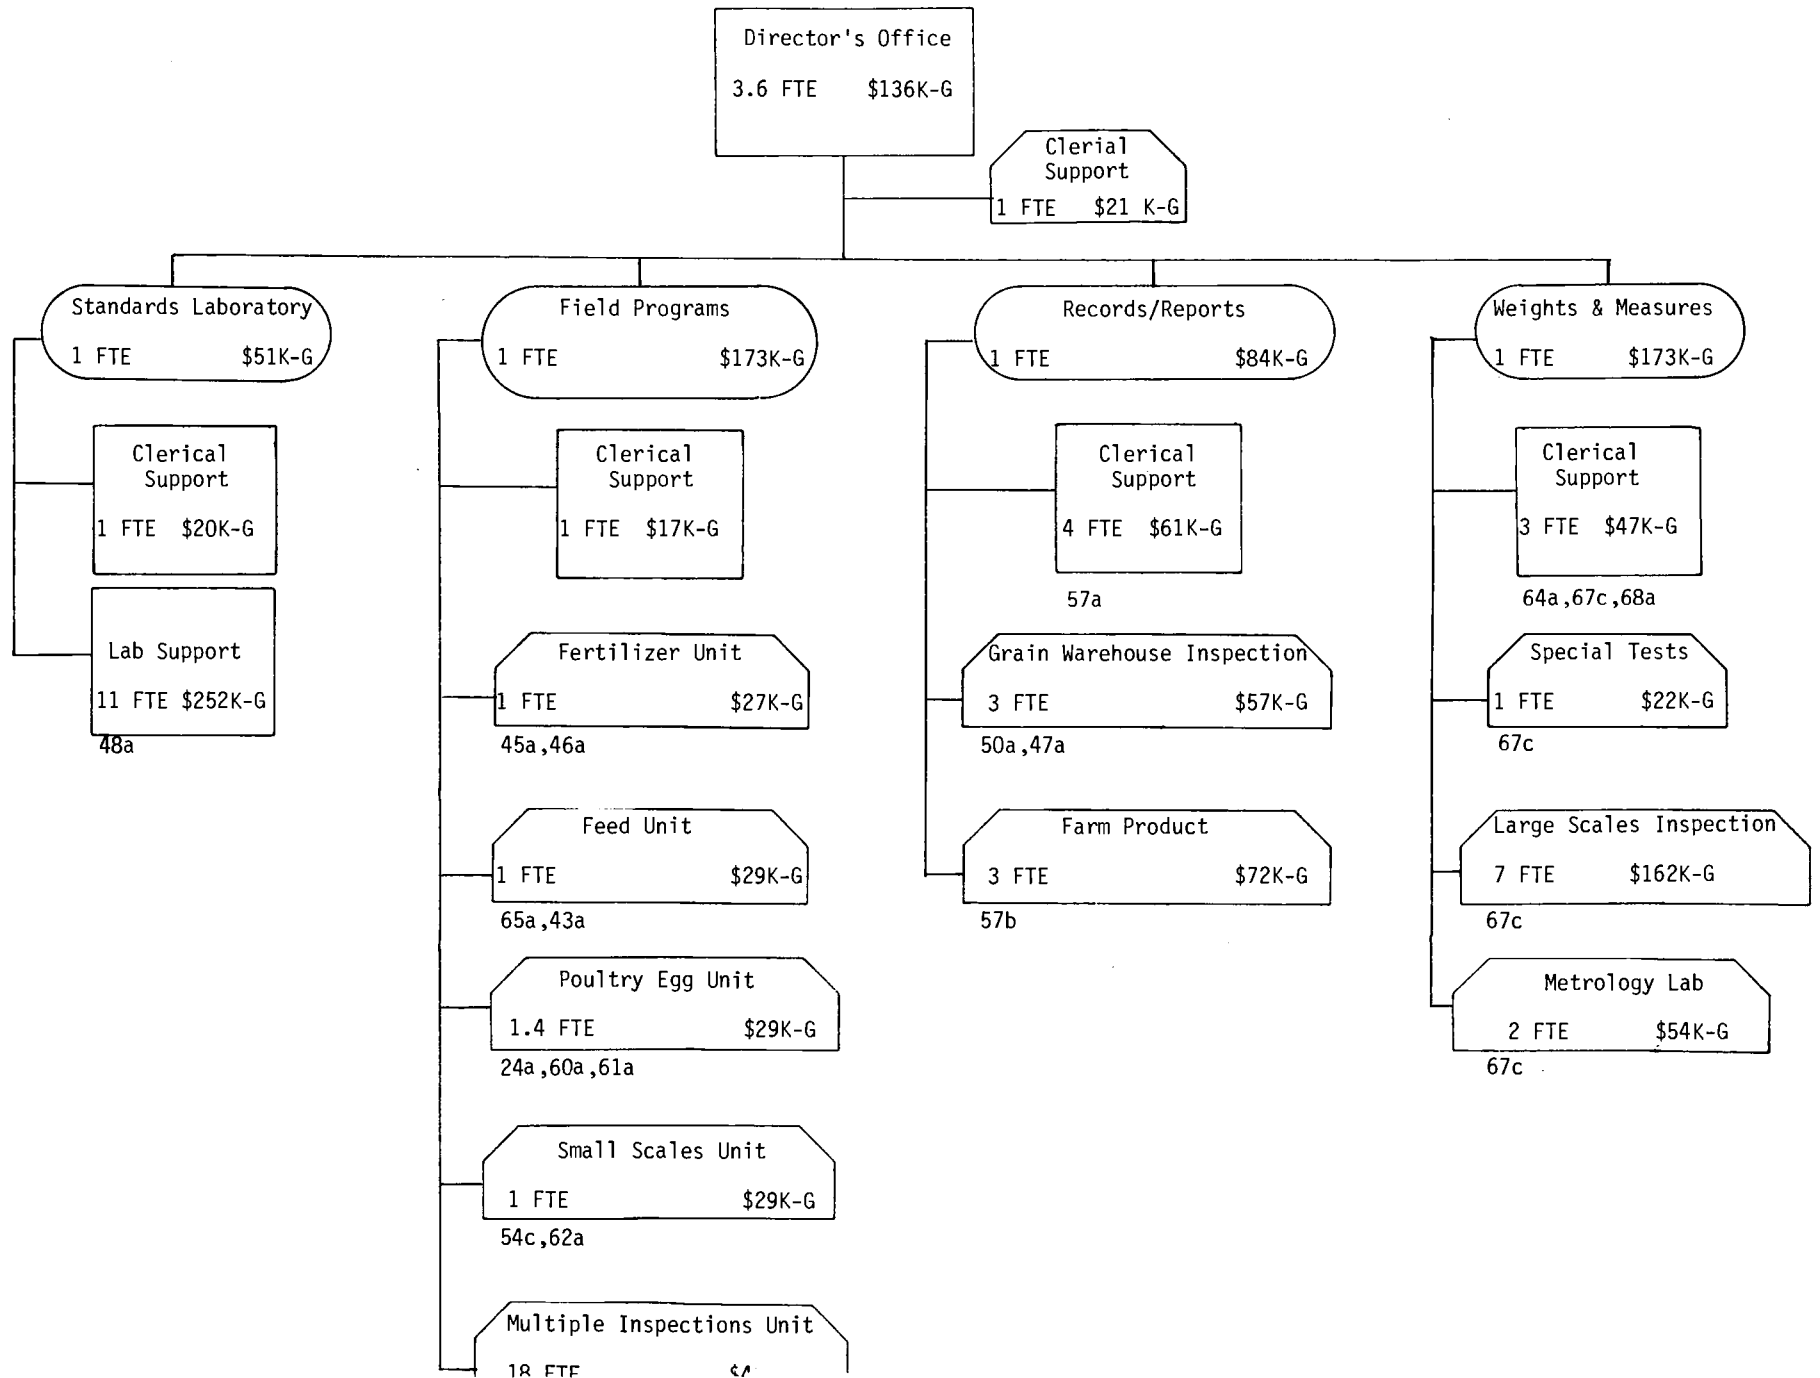 Director's Office
3.6 FTE $136K-G
Clerial
Support
1 FTE $21 K-G
Standards Laboratory
1 FTE $51K-G
Clerical
Support
1 FTE $20K-G
Lab Support
11 FTE $252K-G
48a
Field Programs
1 FTE $173K-G
Clerical
Support
1 FTE $17K-G
Fertilizer Unit
1 FTE $27K-G
45a,46a
Feed Unit
1 FTE $29K-G
65a,43a
Poultry Egg Unit
1.4 FTE $29K-G
24a,60a,61a
Small Scales Unit
1 FTE $29K-G
54c,62a
Multiple Inspections Unit
18 FTE
Records/Reports
1 FTE $84K-G
Clerical
Support
4 FTE $61K-G
57a
Grain Warehouse Inspection
3 FTE $57K-G
50a,47a
Farm Product
3 FTE $72K-G
57b
Weights & Measures
1 FTE $173K-G
Clerical
Support
3 FTE $47K-G
64a,67c,68a
Special Tests
1 FTE $22K-G
67c
Large Scales Inspection
7 FTE $162K-G
67c
Metrology Lab
2 FTE $54K-G
67c